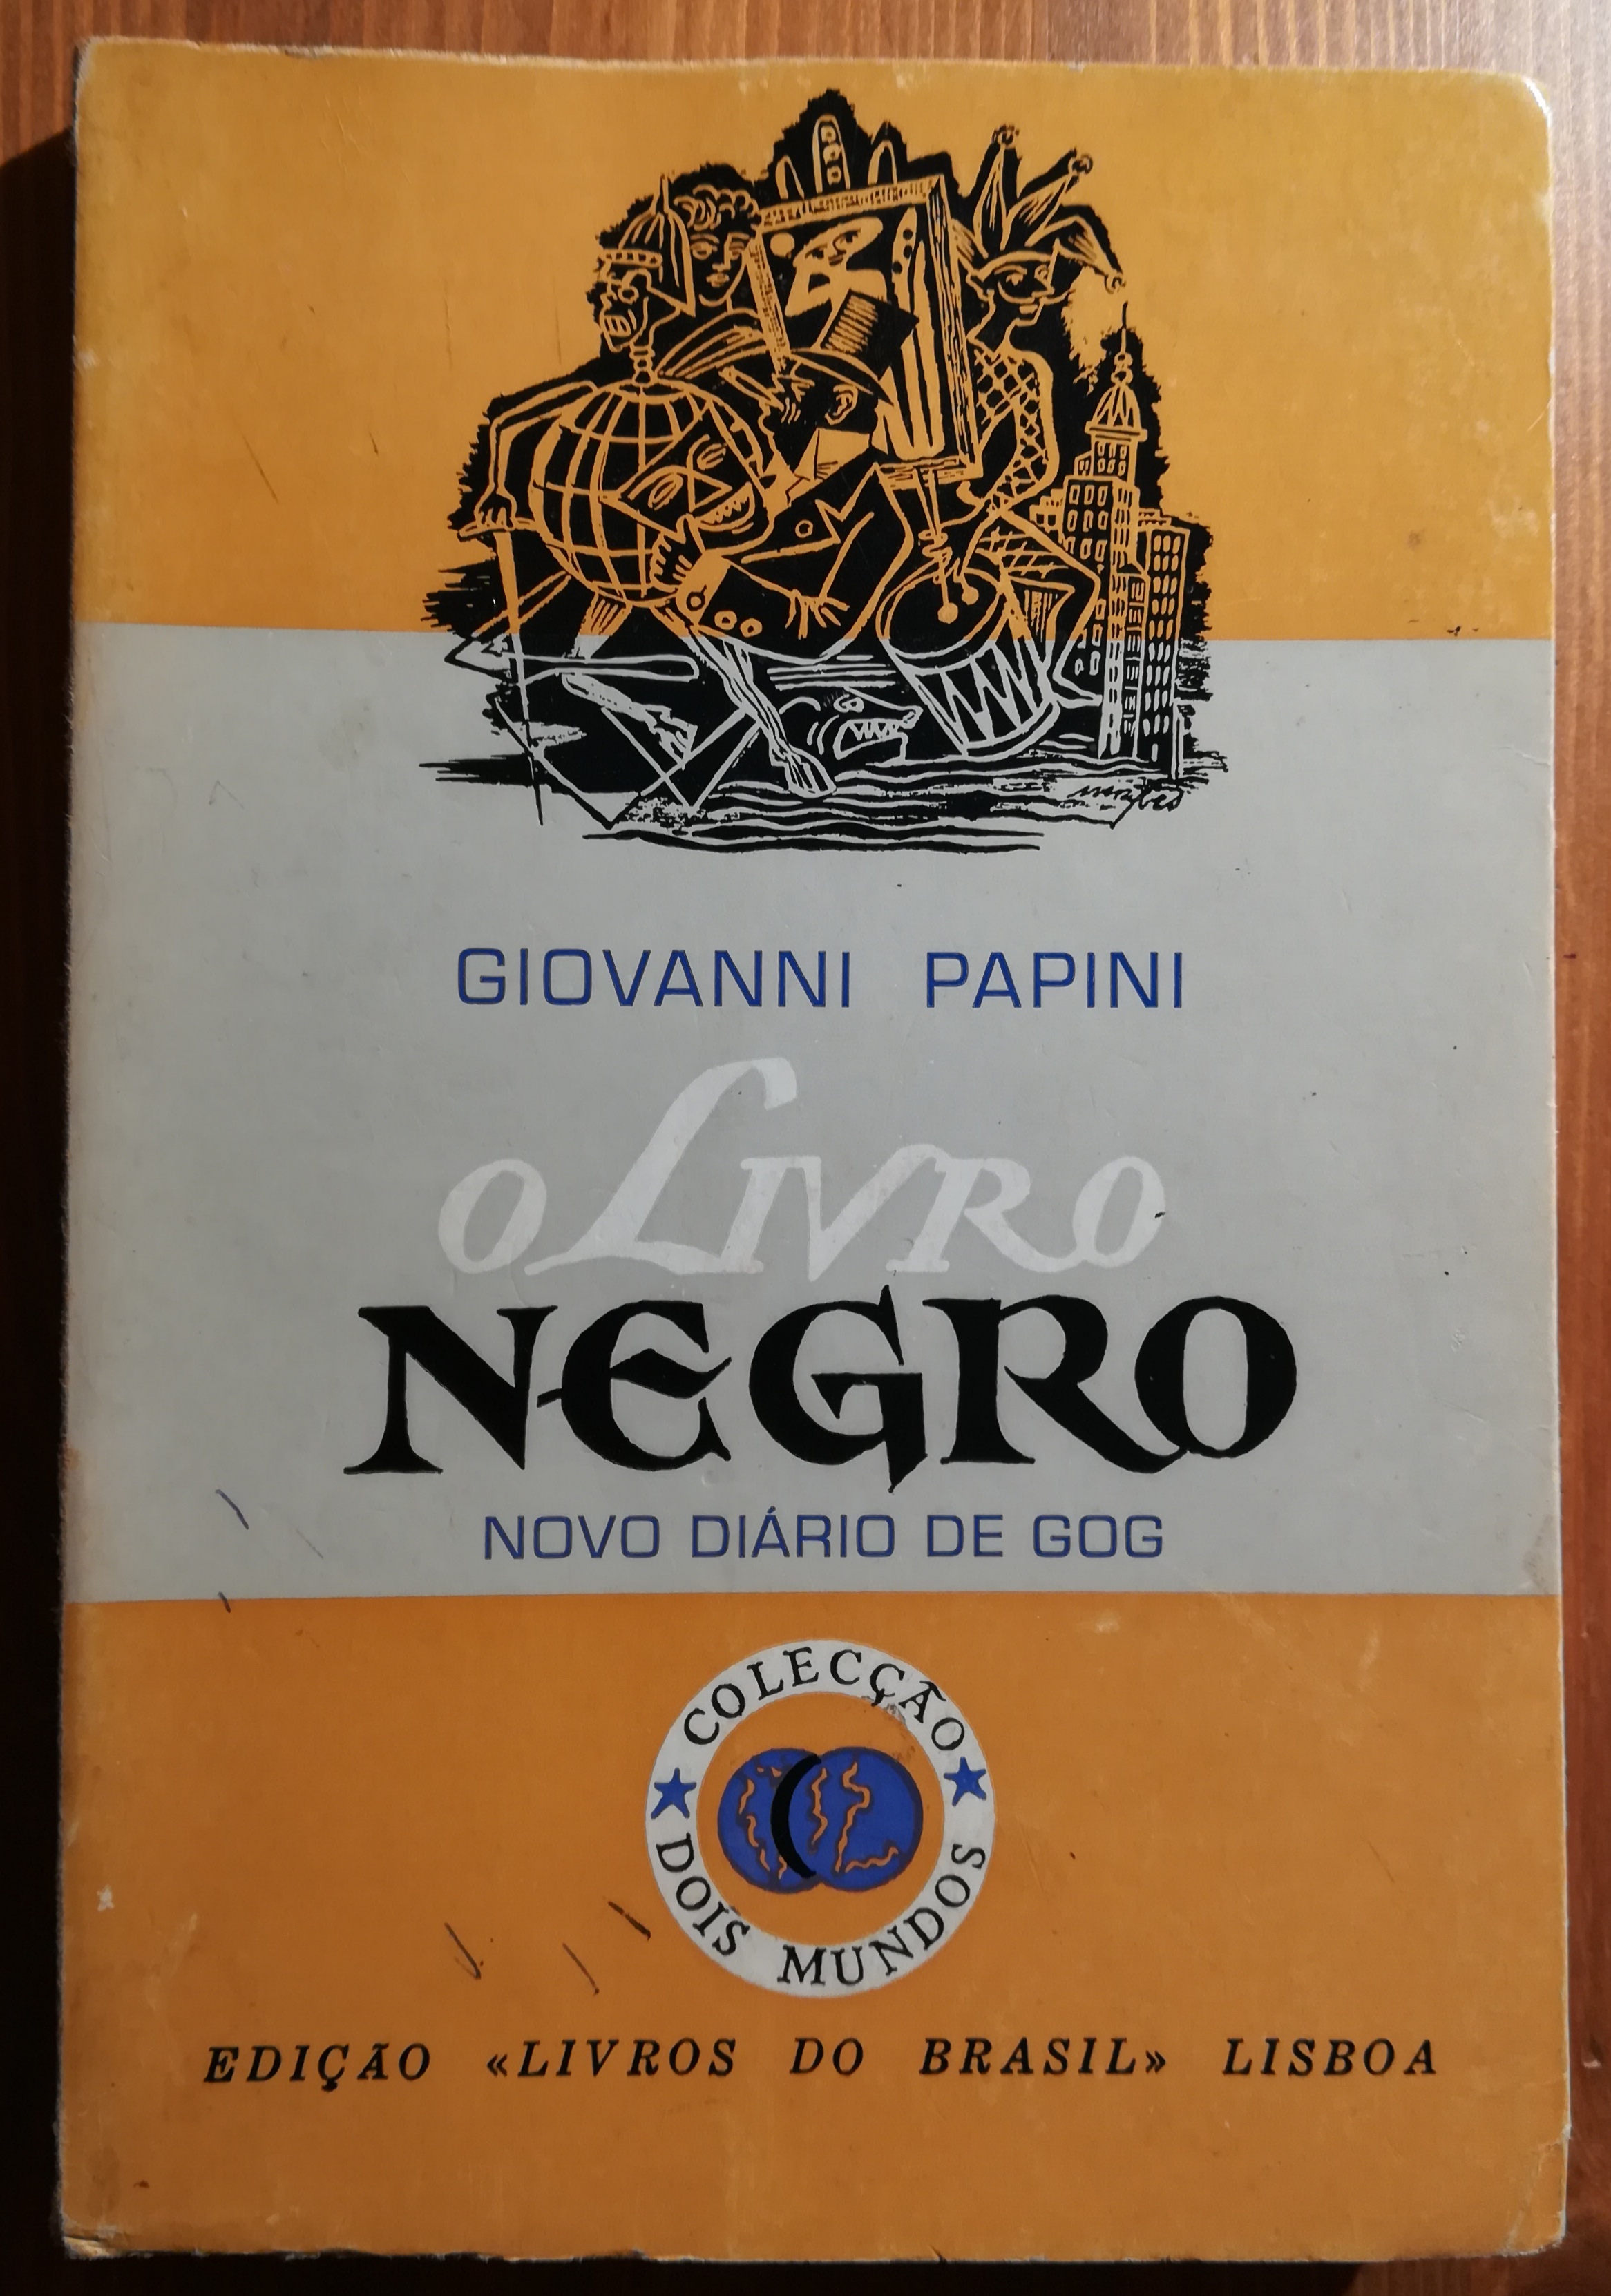 GIOVANNI PAPINI
O LIVRO
NEGRO
NOVO DIÁRIO DE GOG
COLECÇÃO
DOIS MUNDOS
EDIÇÃO «LIVROS DO BRASIL» LISBOA